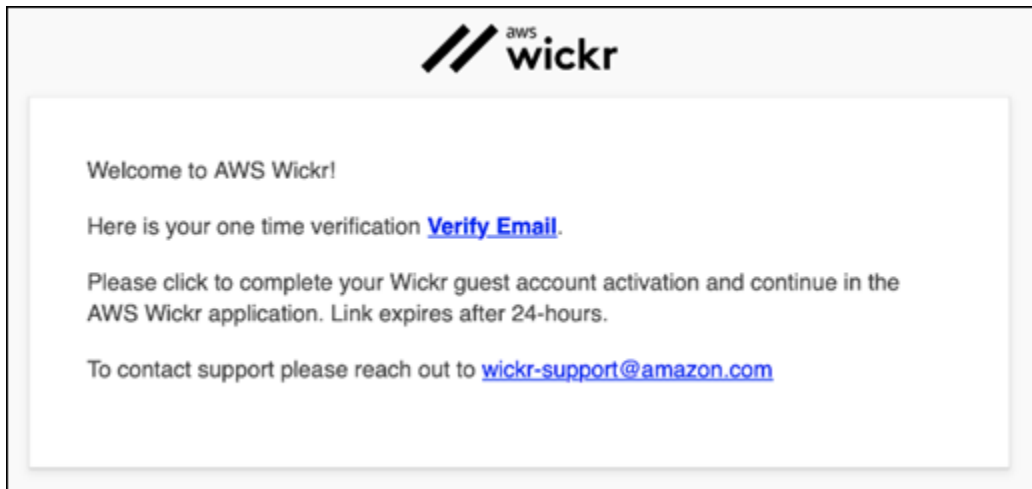 aws
wickr
Welcome to AWS Wickr!
Here is your one time verification Verify Email.
Please click to complete your Wickr guest account activation and continue in the
AWS Wickr application. Link expires after 24-hours.
To contact support please reach out to wickr-support@amazon.com